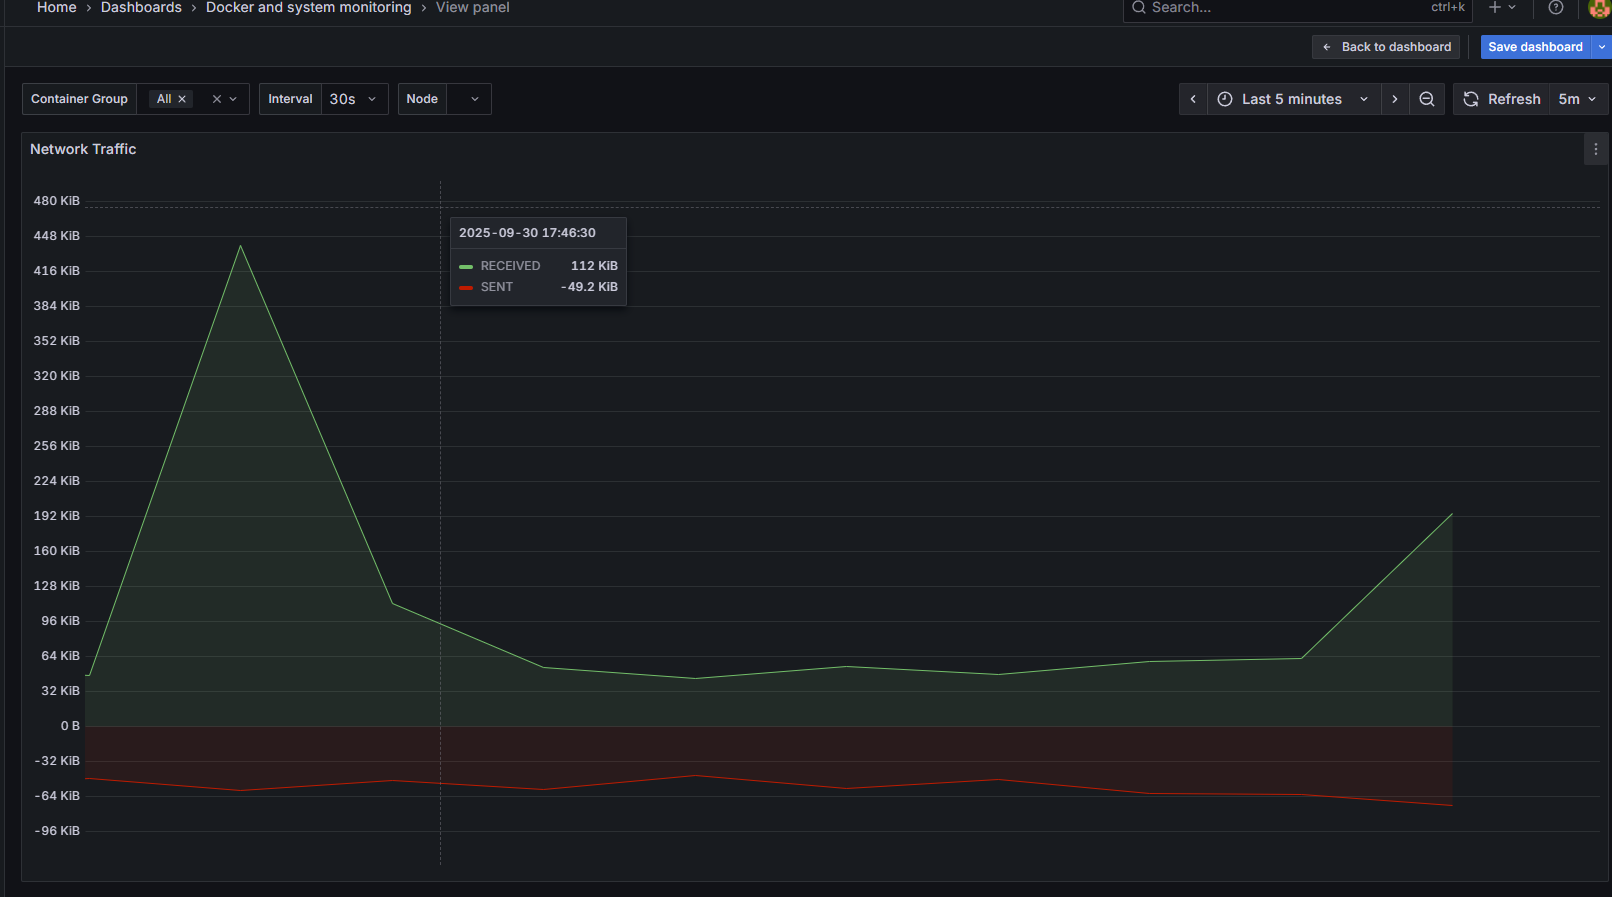 Home › Dashboards › Docker and system monitoring › View panel
Search...
ctrl+k
Back to dashboard
Save dashboard
Container Group
All
Interval
30s
Node
Last 5 minutes
Refresh
5m
Network Traffic
480 KiB
448 KiB
416 KiB
384 KiB
352 KiB
320 KiB
288 KiB
256 KiB
224 KiB
192 KiB
160 KiB
128 KiB
96 KiB
64 KiB
32 KiB
0 B
-32 KiB
-64 KiB
-96 KiB
2025-09-30 17:46:30
RECEIVED 112 KiB
SENT -49.2 KiB